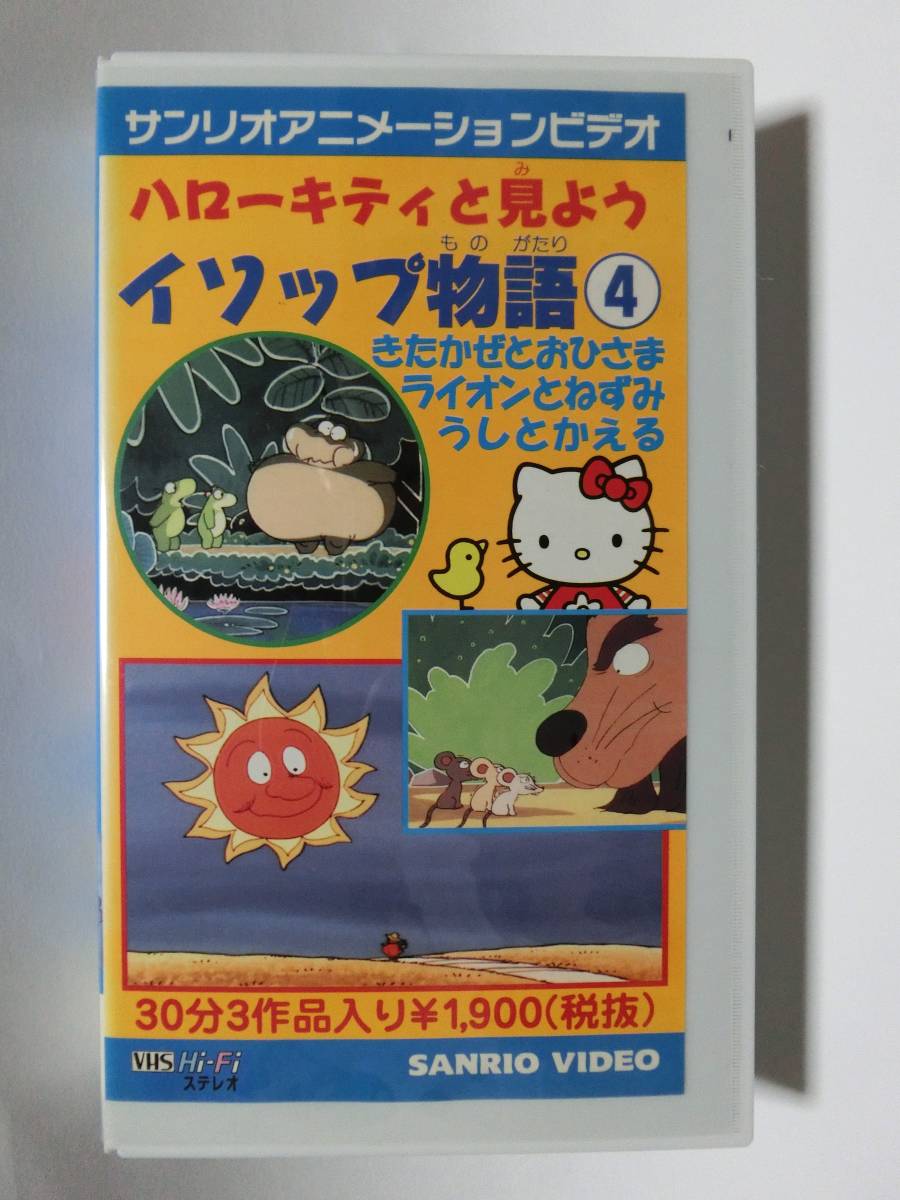 サンリオアニメーションビデオ
ハローキティと見よう
み
イソップ物語④
もの がたり
きたかぜとおひさま
ライオンとねずみ
うしとかえる
30分3作品入り¥1,900(税抜)
VHS Hi-Fi
ステレオ
SANRIO VIDEO